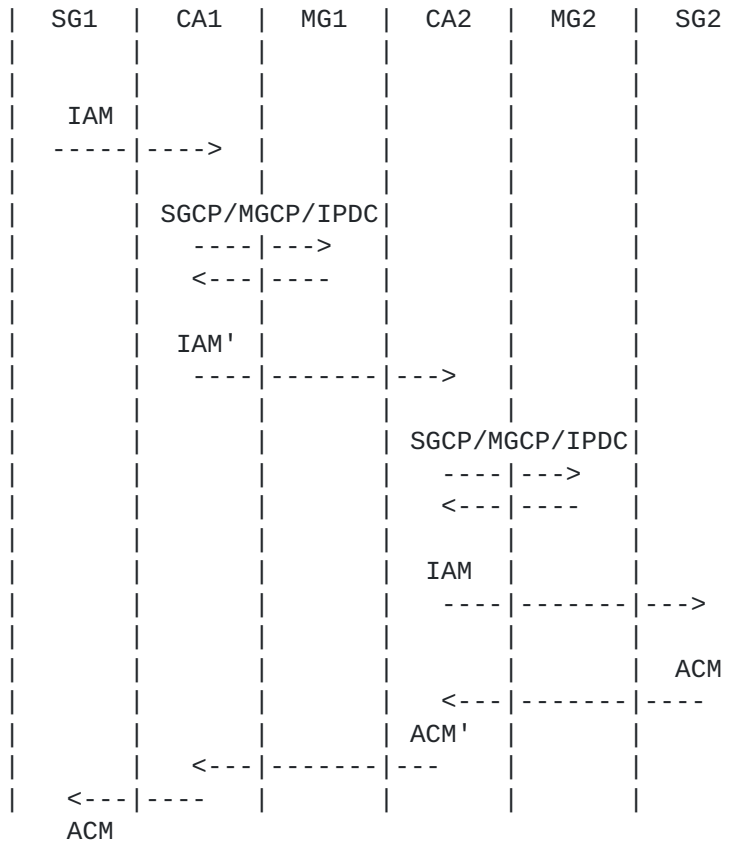 |  SG1  |  CA1  |  MG1  |  CA2  |  MG2  |  SG2
|       |       |       |       |       |
|       |       |       |       |       |
|   IAM |       |       |       |       |
|  -----|---->  |       |       |       |
|       |       |       |       |       |
|       | SGCP/MGCP/IPDC|       |       |
|       |   ----|--->   |       |       |
|       |   <---|----   |       |       |
|       |       |       |       |       |
|       |  IAM' |       |       |       |
|       |   ----|-------|--->   |       |
|       |       |       |       |       |
|       |       |       | SGCP/MGCP/IPDC|
|       |       |       |   ----|--->   |
|       |       |       |   <---|----   |
|       |       |       |       |       |
|       |       |       |  IAM  |       |
|       |       |       |   ----|-------|--->
|       |       |       |       |       |
|       |       |       |       |       |  ACM
|       |       |       |   <---|-------|----
|       |       |       | ACM'  |       |
|       |   <---|-------|---    |       |
|   <---|----   |       |       |       |
    ACM